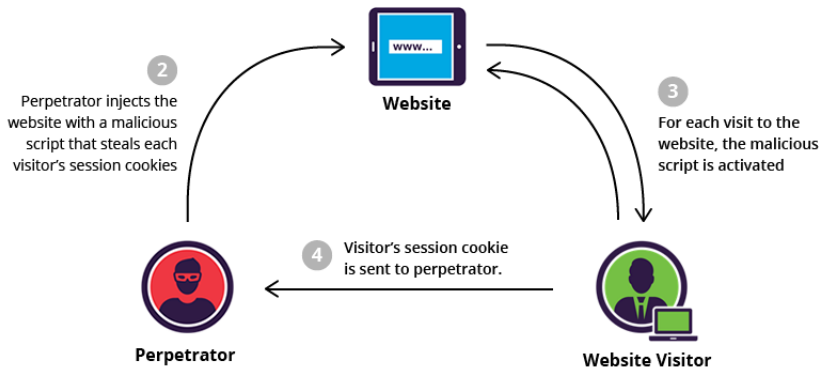 www...
Website
2
Perpetrator injects the
website with a malicious
script that steals each
visitor's session cookies
3
For each visit to the
website, the malicious
script is activated
4
Visitor's session cookie
is sent to perpetrator.
Perpetrator
Website Visitor